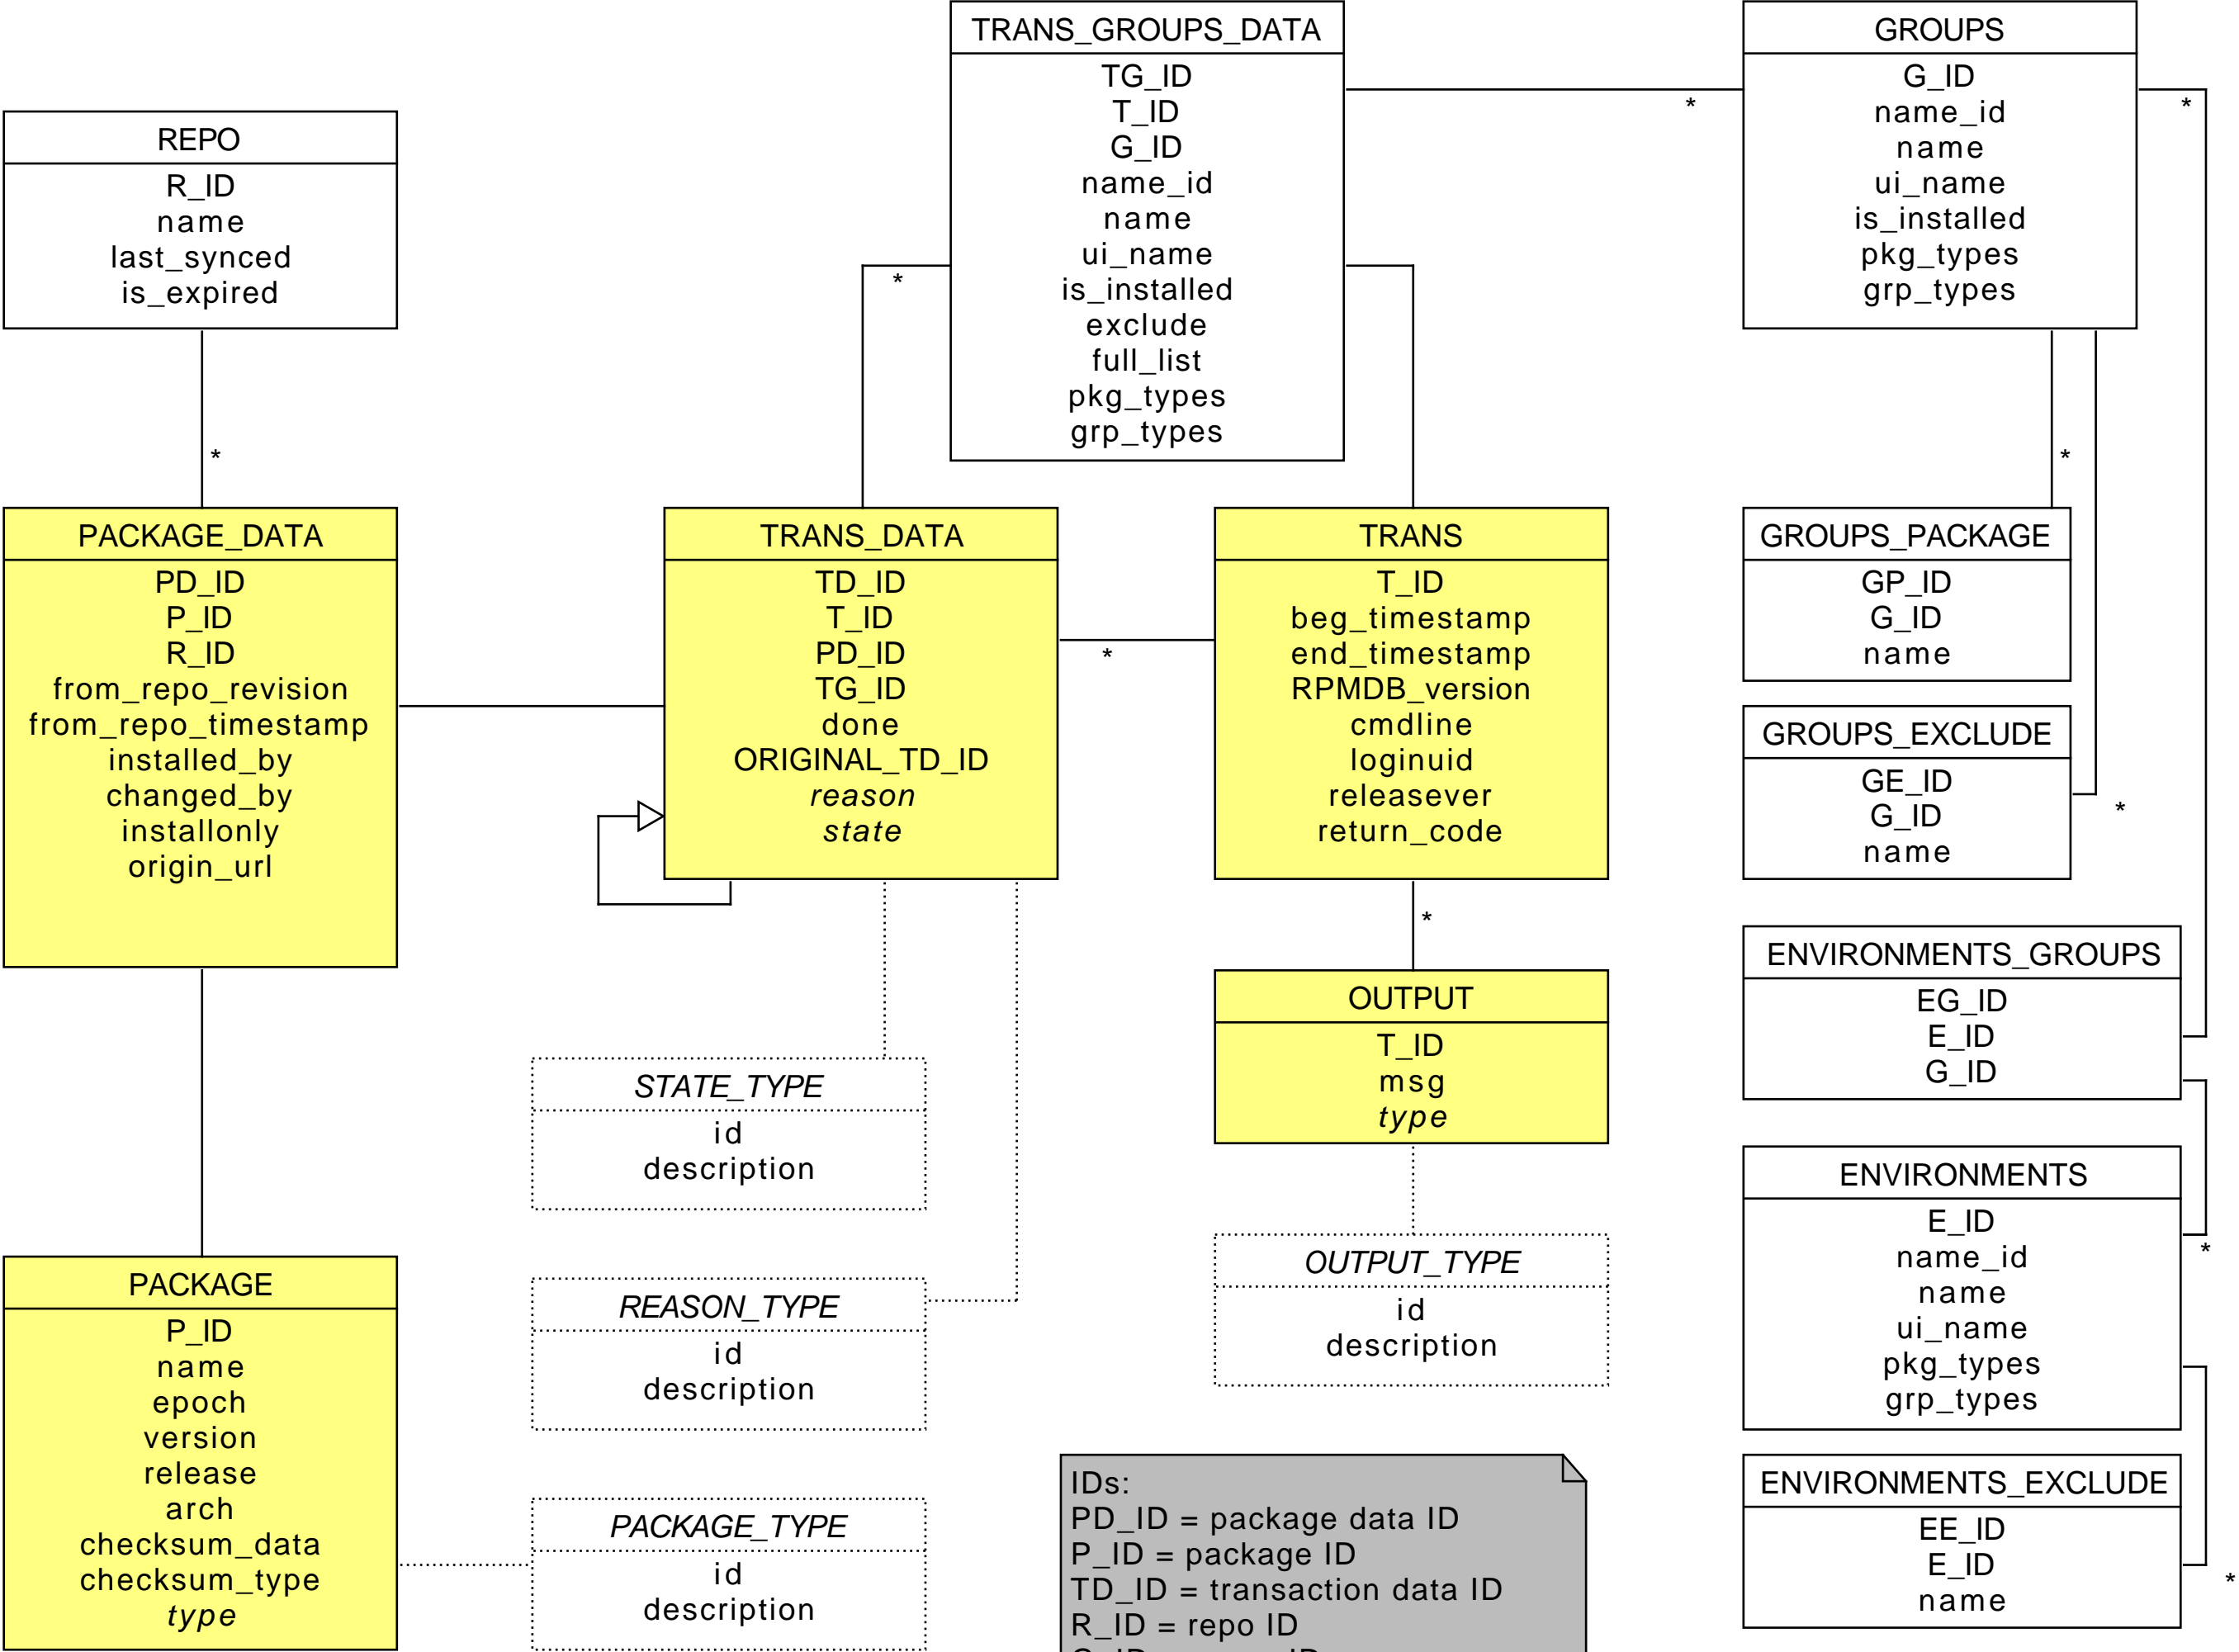 TRANS_GROUPS_DATA
TG_ID
T_ID
G_ID
name_id
name
ui_name
is_installed
exclude
full_list
pkg_types
grp_types
GROUPS
G_ID
name_id
name
ui_name
is_installed
pkg_types
grp_types
*
*
REPO
R_ID
name
last_synced
is_expired
*
*
*
PACKAGE_DATA
PD_ID
P_ID
R_ID
from_repo_revision
from_repo_timestamp
installed_by
changed_by
installonly
origin_url
TRANS_DATA
TD_ID
T_ID
PD_ID
TG_ID
done
ORIGINAL_TD_ID
reason
state
*
TRANS
T_ID
beg_timestamp
end_timestamp
RPMDB_version
cmdline
loginuid
releasever
return_code
*
GROUPS_PACKAGE
GP_ID
G_ID
name
GROUPS_EXCLUDE
GE_ID
G_ID
name
*
ENVIRONMENTS_GROUPS
EG_ID
E_ID
G_ID
OUTPUT
T_ID
msg
type
STATE_TYPE
id
description
ENVIRONMENTS
E_ID
name_id
name
ui_name
pkg_types
grp_types
*
OUTPUT_TYPE
id
description
PACKAGE
P_ID
name
epoch
version
release
arch
checksum_data
checksum_type
type
REASON_TYPE
id
description
PACKAGE_TYPE
id
description
IDs:
PD_ID = package data ID
P_ID = package ID
TD_ID = transaction data ID
R_ID = repo ID
ENVIRONMENTS_EXCLUDE
EE_ID
E_ID
name
*